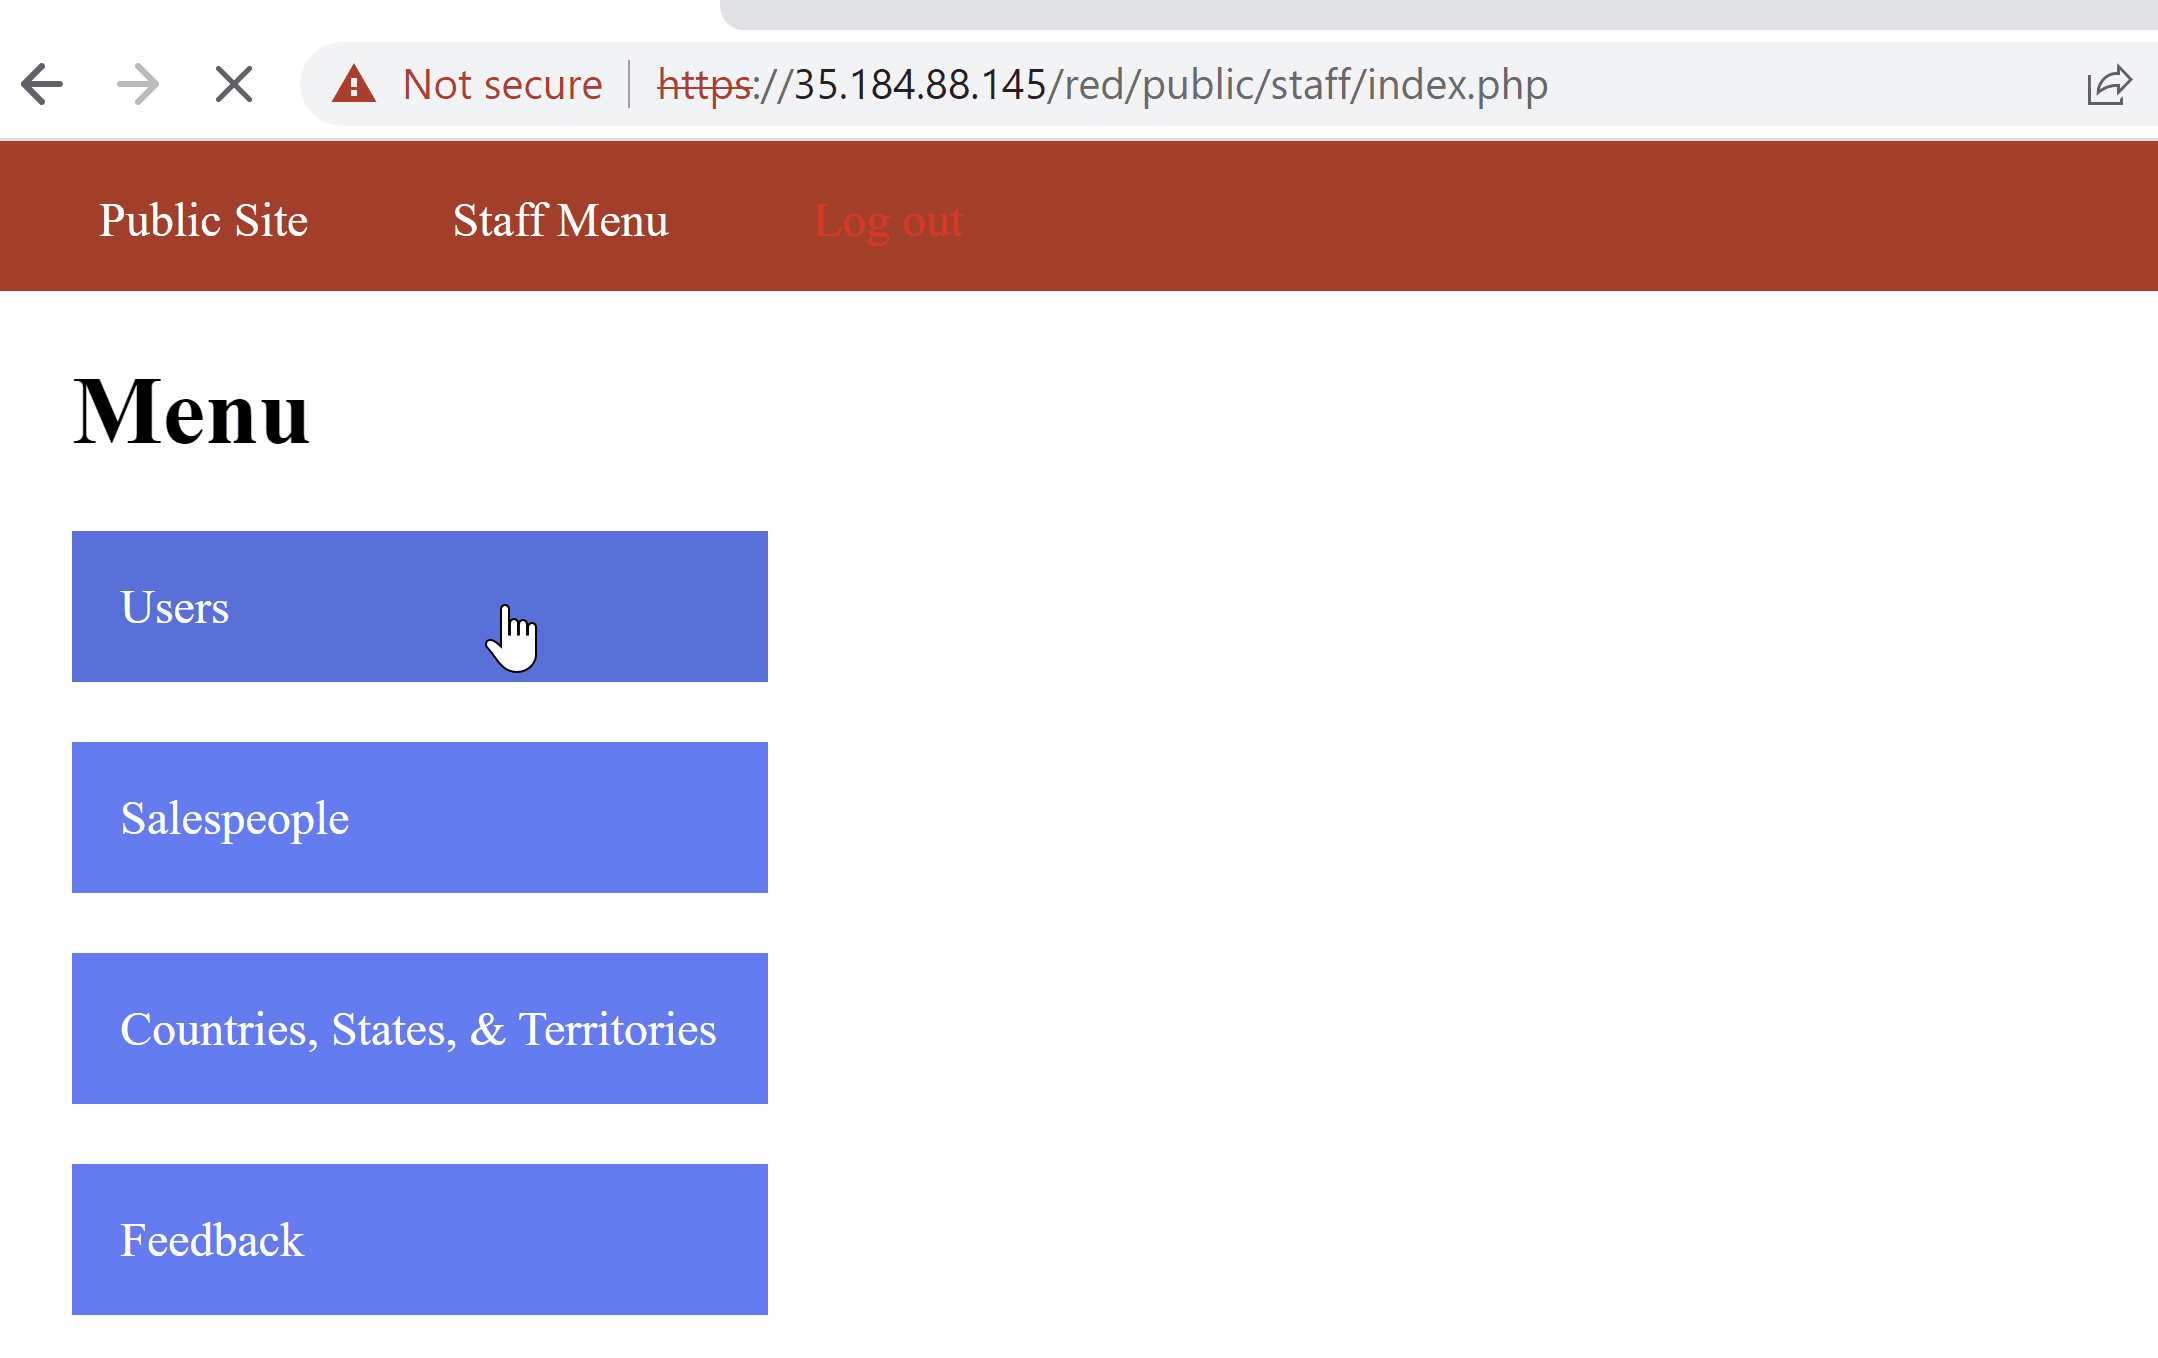 Not secure https://35.184.88.145/red/public/staff/index.php
Public Site Staff Menu Log out
Menu
Users
Salespeople
Countries, States, & Territories
Feedback